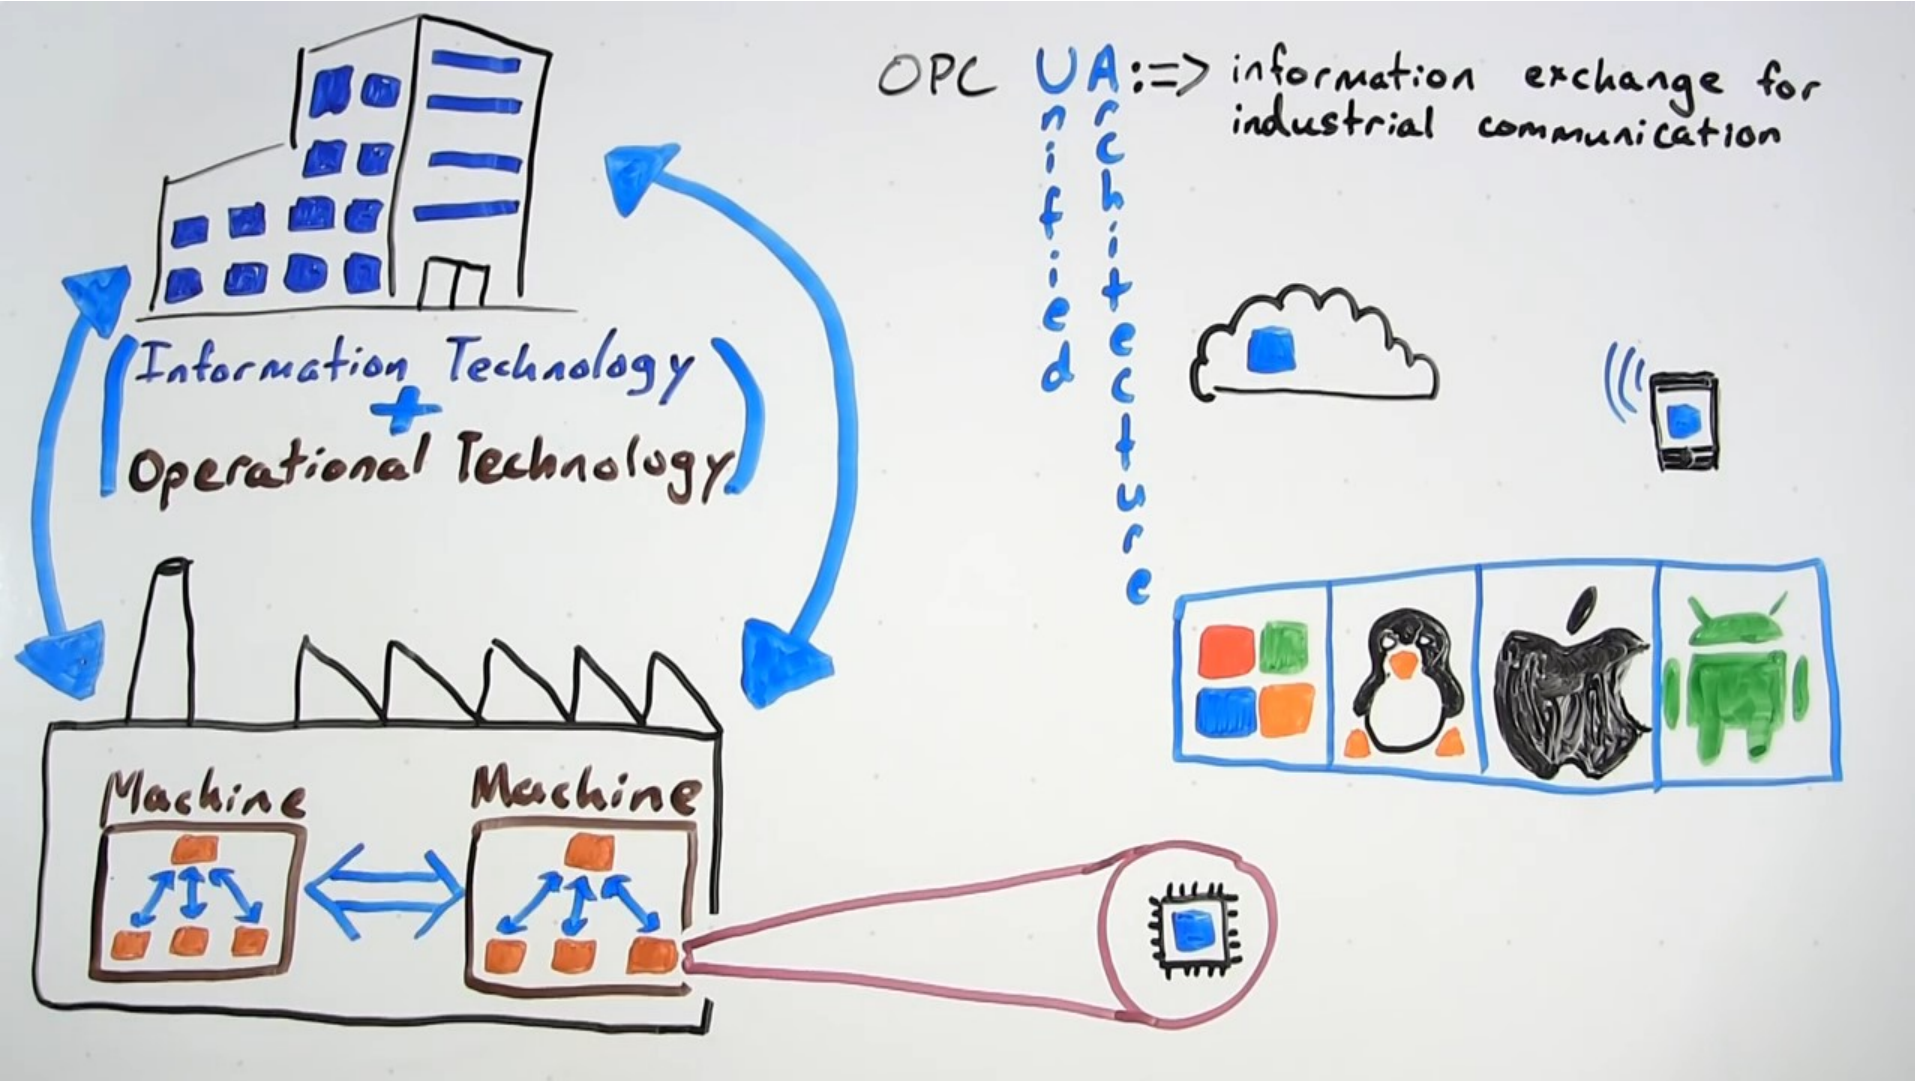 OPC UA :=> information exchange for
industrial communication
Unified
Architecture
Information Technology
+
Operational Technology
Machine
Machine